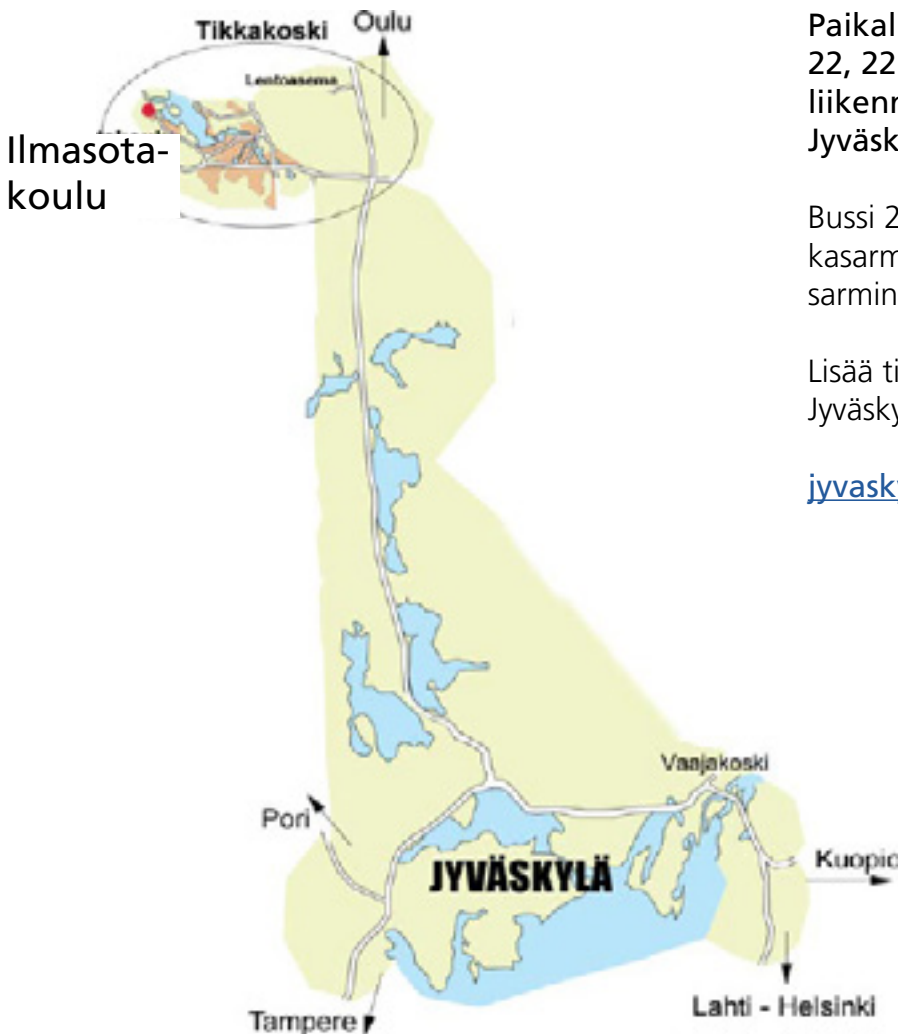 Oulu
Tikkakoski
Lentoasema
Ilmasota-
koulu
Vaajakoski
Pori
JYVÄSKYLÄ
Kuopio
Lahti - Helsinki
Tampere
Paikal
22, 22
liikenn
Jyväsk
Bussi 2
kasarm
sarmin
Lisää ti
Jyväsky
jyvask